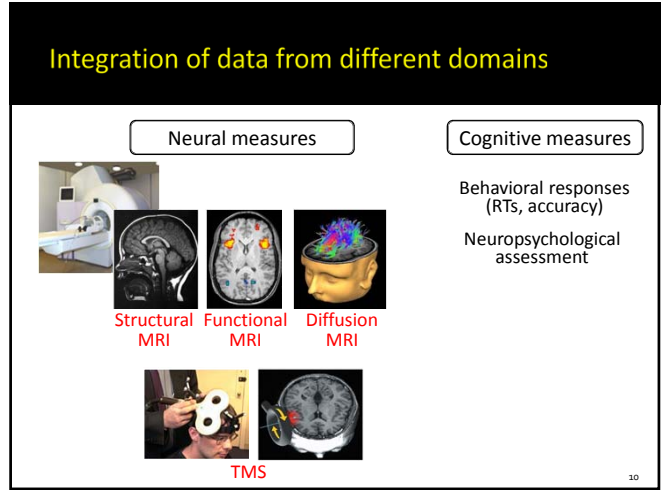 Integration of data from different domains
Neural measures
Cognitive measures
Behavioral responses
(RTs, accuracy)
Neuropsychological
assessment
Structural
MRI
Functional
MRI
Diffusion
MRI
TMS
10